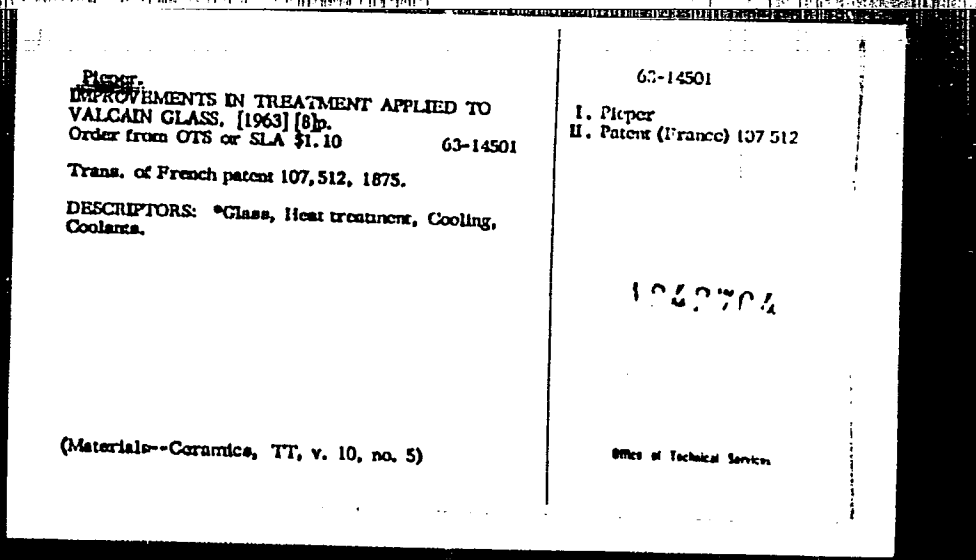 Pieper.
IMPROVEMENTS IN TREATMENT APPLIED TO
VALCAIN GLASS. [1963] [8]p.
Order from OTS or SLA $1.10 63-14501
Trans. of French patent 107,512, 1875.
DESCRIPTORS: *Glass, Heat treatment, Cooling,
Coolants.
(Materials--Ceramics, TT, v. 10, no. 5)
63-14501
I. Pieper
II. Patent (France) 107 512
Office of Technical Services